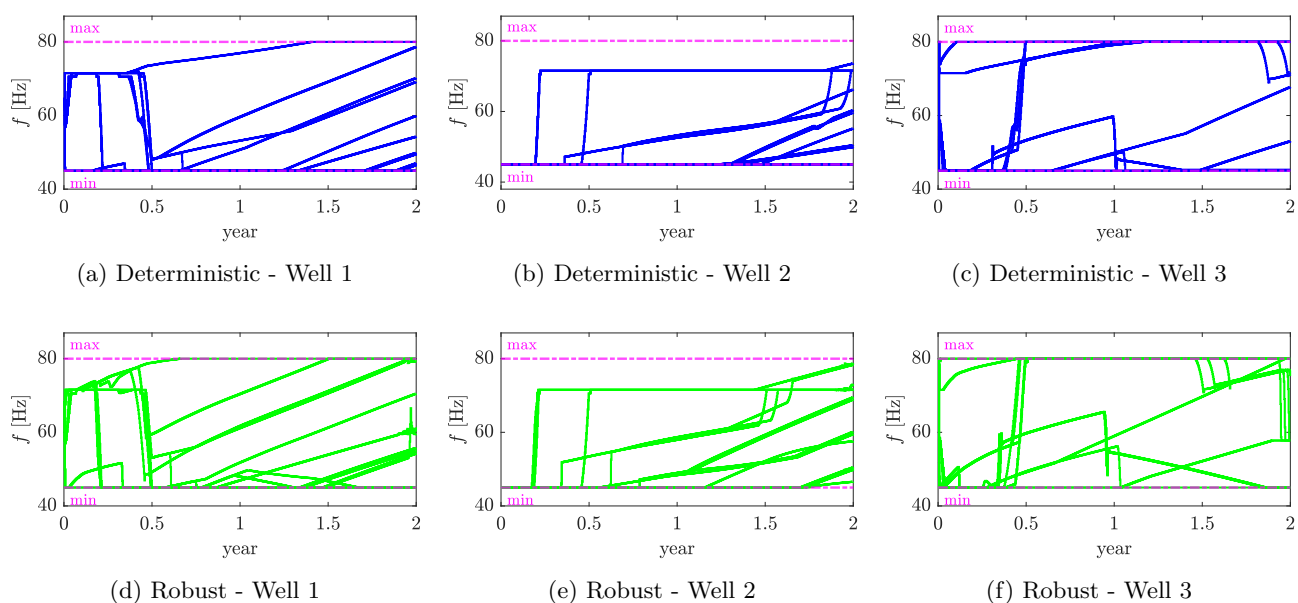 max
80
60
40
f [Hz]
min
0
0.5
1
1.5
2
year
(a) Deterministic - Well 1
max
80
60
40
f [Hz]
min
0
0.5
1
1.5
2
year
(b) Deterministic - Well 2
max
80
60
40
f [Hz]
min
0
0.5
1
1.5
2
year
(c) Deterministic - Well 3
max
80
60
40
f [Hz]
min
0
0.5
1
1.5
2
year
(d) Robust - Well 1
max
80
60
40
f [Hz]
min
0
0.5
1
1.5
2
year
(e) Robust - Well 2
max
80
60
40
f [Hz]
min
0
0.5
1
1.5
2
year
(f) Robust - Well 3